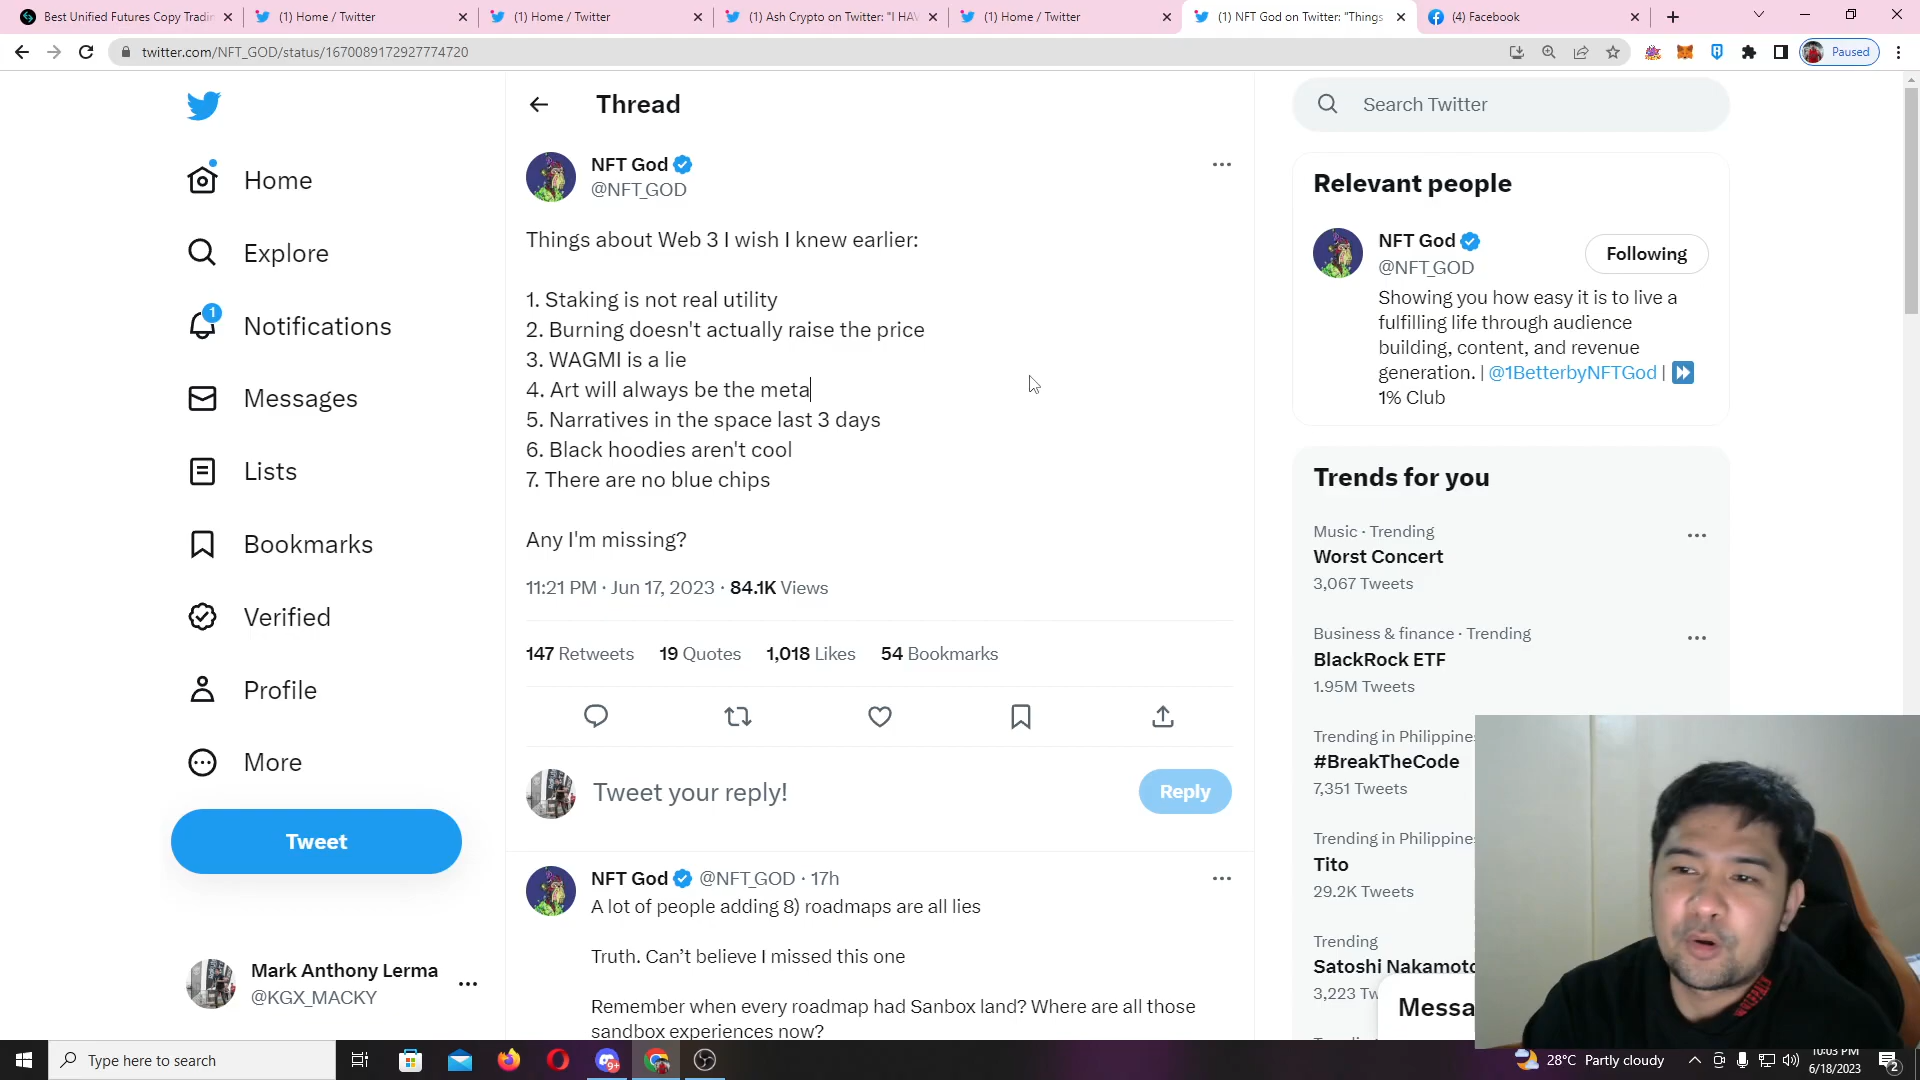 Best Unified Futures Copy Tradin
(1) Home / Twitter
(1) Home / Twitter
(1) Ash Crypto on Twitter: "I HAV
(1) Home / Twitter
(1) NFT God on Twitter: "Things
(4) Facebook
twitter.com/NFT_GOD/status/1670089172927774720
Paused
Home
Explore
1
Notifications
Messages
Lists
Bookmarks
Verified
Profile
More
Tweet
Mark Anthony Lerma
@KGX_MACKY
Thread
NFT God
@NFT_GOD
Things about Web 3 I wish I knew earlier:
1. Staking is not real utility
2. Burning doesn't actually raise the price
3. WAGMI is a lie
4. Art will always be the meta
5. Narratives in the space last 3 days
6. Black hoodies aren't cool
7. There are no blue chips
Any I'm missing?
11:21 PM · Jun 17, 2023 · 84.1K Views
147 Retweets 19 Quotes 1,018 Likes 54 Bookmarks
Tweet your reply!
Reply
NFT God @NFT_GOD · 17h
A lot of people adding 8) roadmaps are all lies
Truth. Can’t believe I missed this one
Remember when every roadmap had Sanbox land? Where are all those
sandbox experiences now?
Search Twitter
Relevant people
NFT God
@NFT_GOD
Following
Showing you how easy it is to live a
fulfilling life through audience
building, content, and revenue
generation. | @1BetterbyNFTGod |
1% Club
Trends for you
Music · Trending
Worst Concert
3,067 Tweets
Business & finance · Trending
BlackRock ETF
1.95M Tweets
Trending in Philippines
#BreakTheCode
7,351 Tweets
Trending in Philippine
Tito
29.2K Tweets
Trending
Satoshi Nakamoto
3,223 Tw
Messa
Type here to search
9+
28°C Partly cloudy
10:03 PM
6/18/2023
2